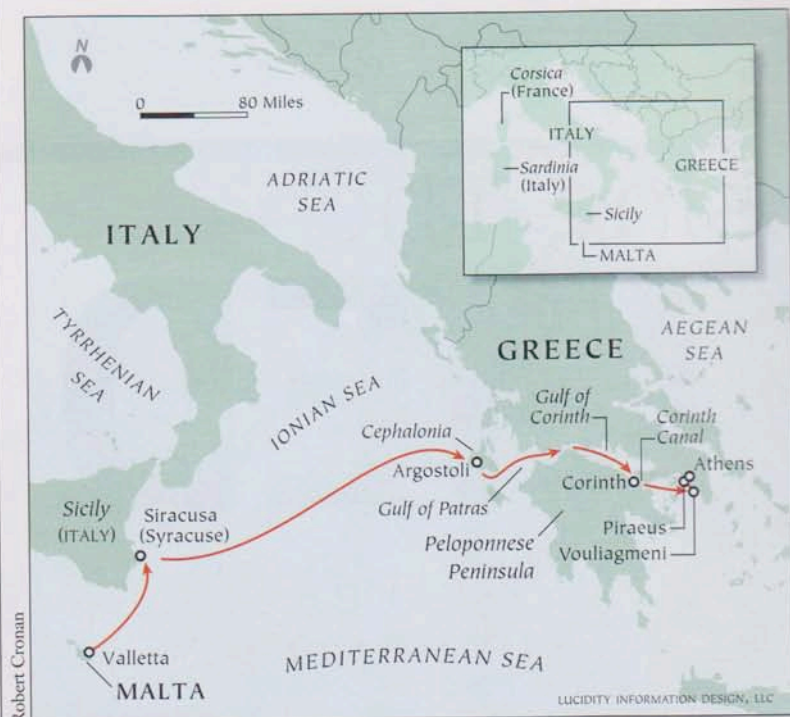 N
0 80 Miles
ADRIATIC
SEA
ITALY
TYRRHENIAN
SEA
Corsica
(France)
ITALY
Sardinia
(Italy)
GREECE
Sicily
MALTA
AEGEAN
SEA
GREECE
IONIAN SEA
Gulf of
Corinth
Corinth
Canal
Cephalonia
Argostoli
Athens
Corinth
Gulf of Patras
Piraeus
Vouliagmeni
Peloponnese
Peninsula
Sicily
(ITALY)
Siracusa
(Syracuse)
Valletta
MALTA
MEDITERRANEAN SEA
LUCIDITY INFORMATION DESIGN, LLC
Robert Cronan